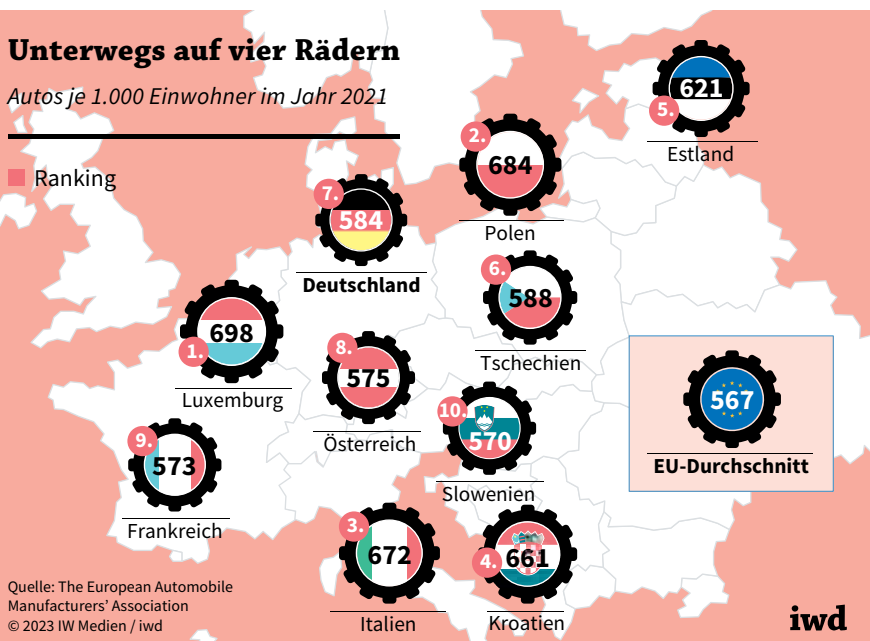 Unterwegs auf vier Rädern
Autos je 1.000 Einwohner im Jahr 2021
Ranking
621
5.
Estland
2.
684
Polen
7.
584
Deutschland
6.
588
Tschechien
698
1.
Luxemburg
8.
575
Österreich
567
EU-Durchschnitt
10.
570
Slowenien
9.
573
Frankreich
3.
672
Italien
4.
661
Kroatien
Quelle: The European Automobile
Manufacturers’ Association
© 2023 IW Medien / iwd
iwd